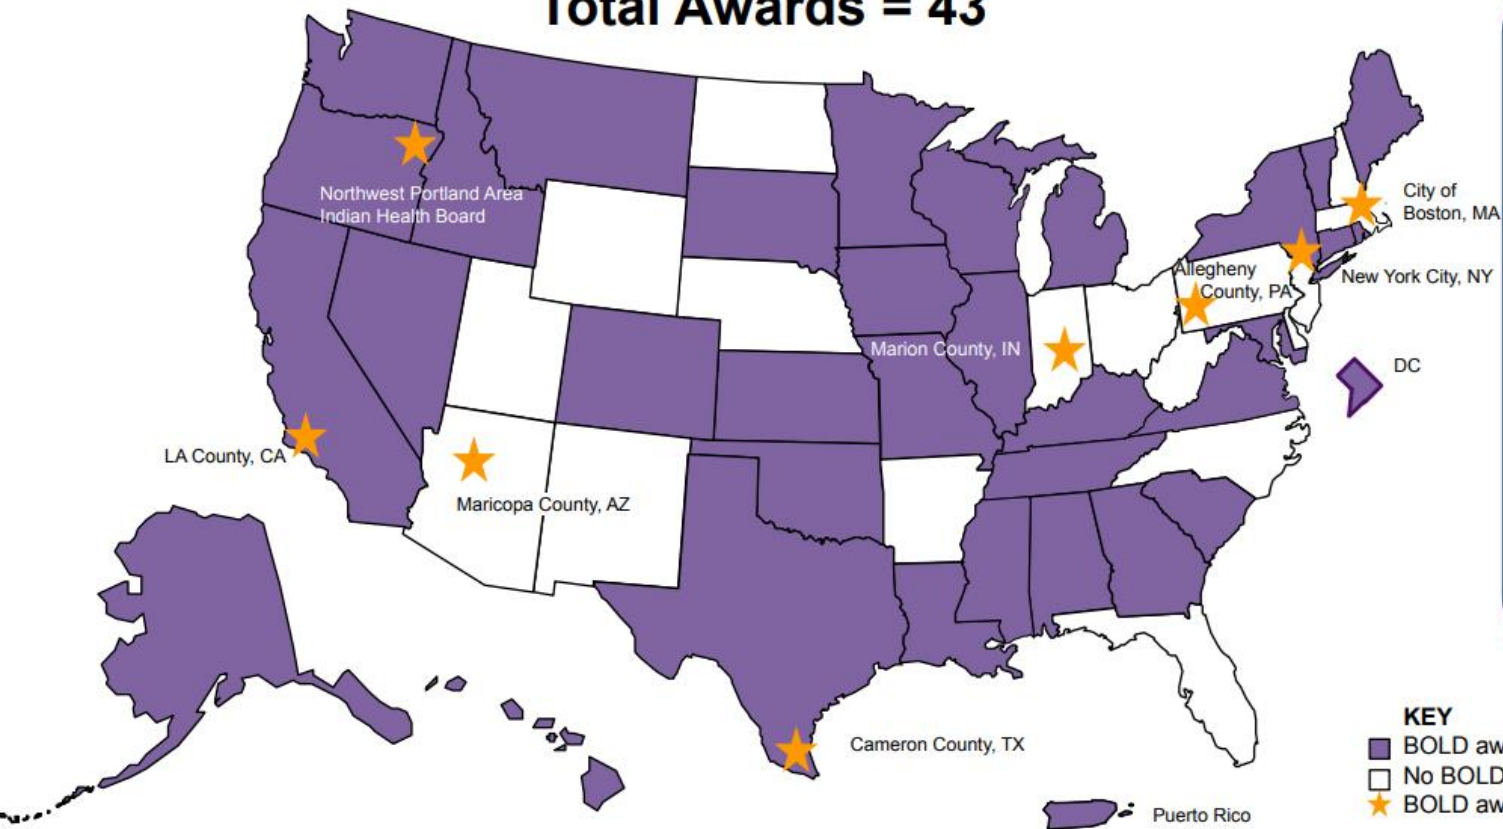 Total Awards = 43
Northwest Portland Area
Indian Health Board
City of
Boston, MA
Allegheny
County, PA
New York City, NY
Marion County, IN
DC
LA County, CA
Maricopa County, AZ
Cameron County, TX
Puerto Rico
KEY
BOLD
No BOLD
BOLD